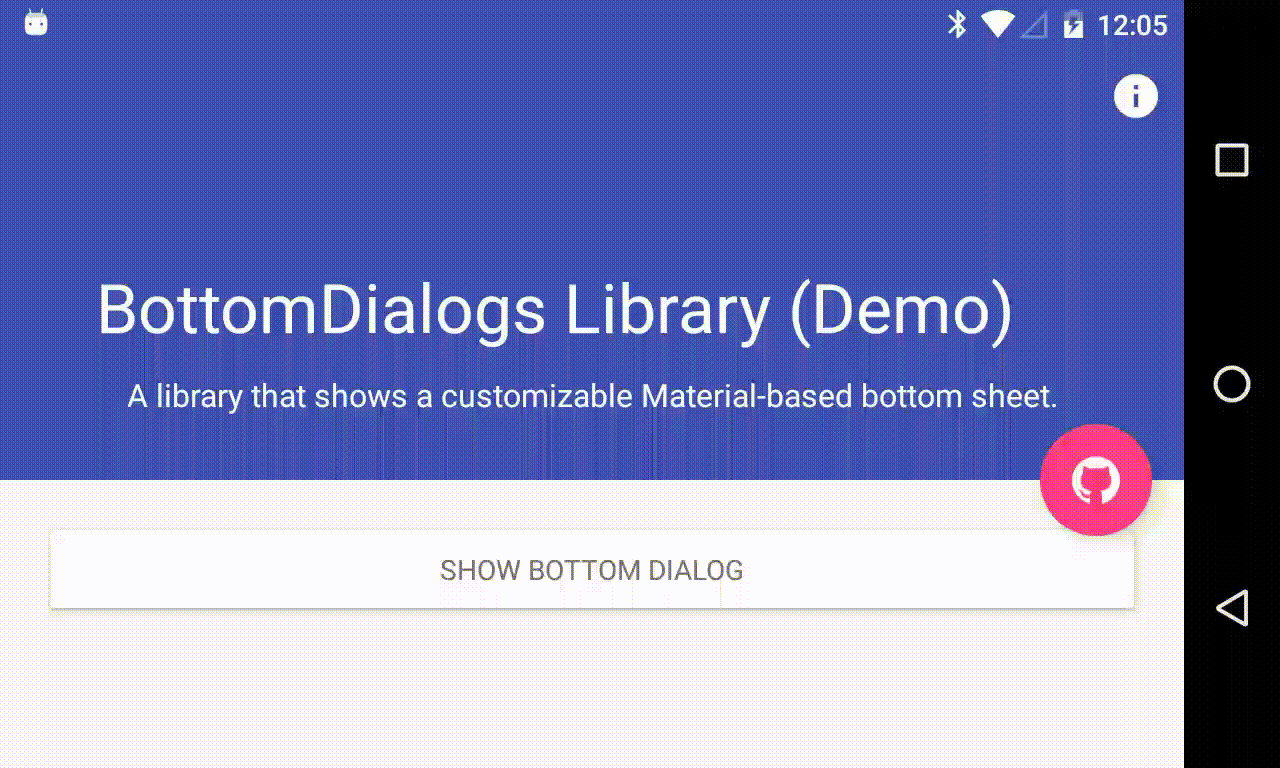 12:05
BottomDialogs Library (Demo)
A library that shows a customizable Material-based bottom sheet.
SHOW BOTTOM DIALOG